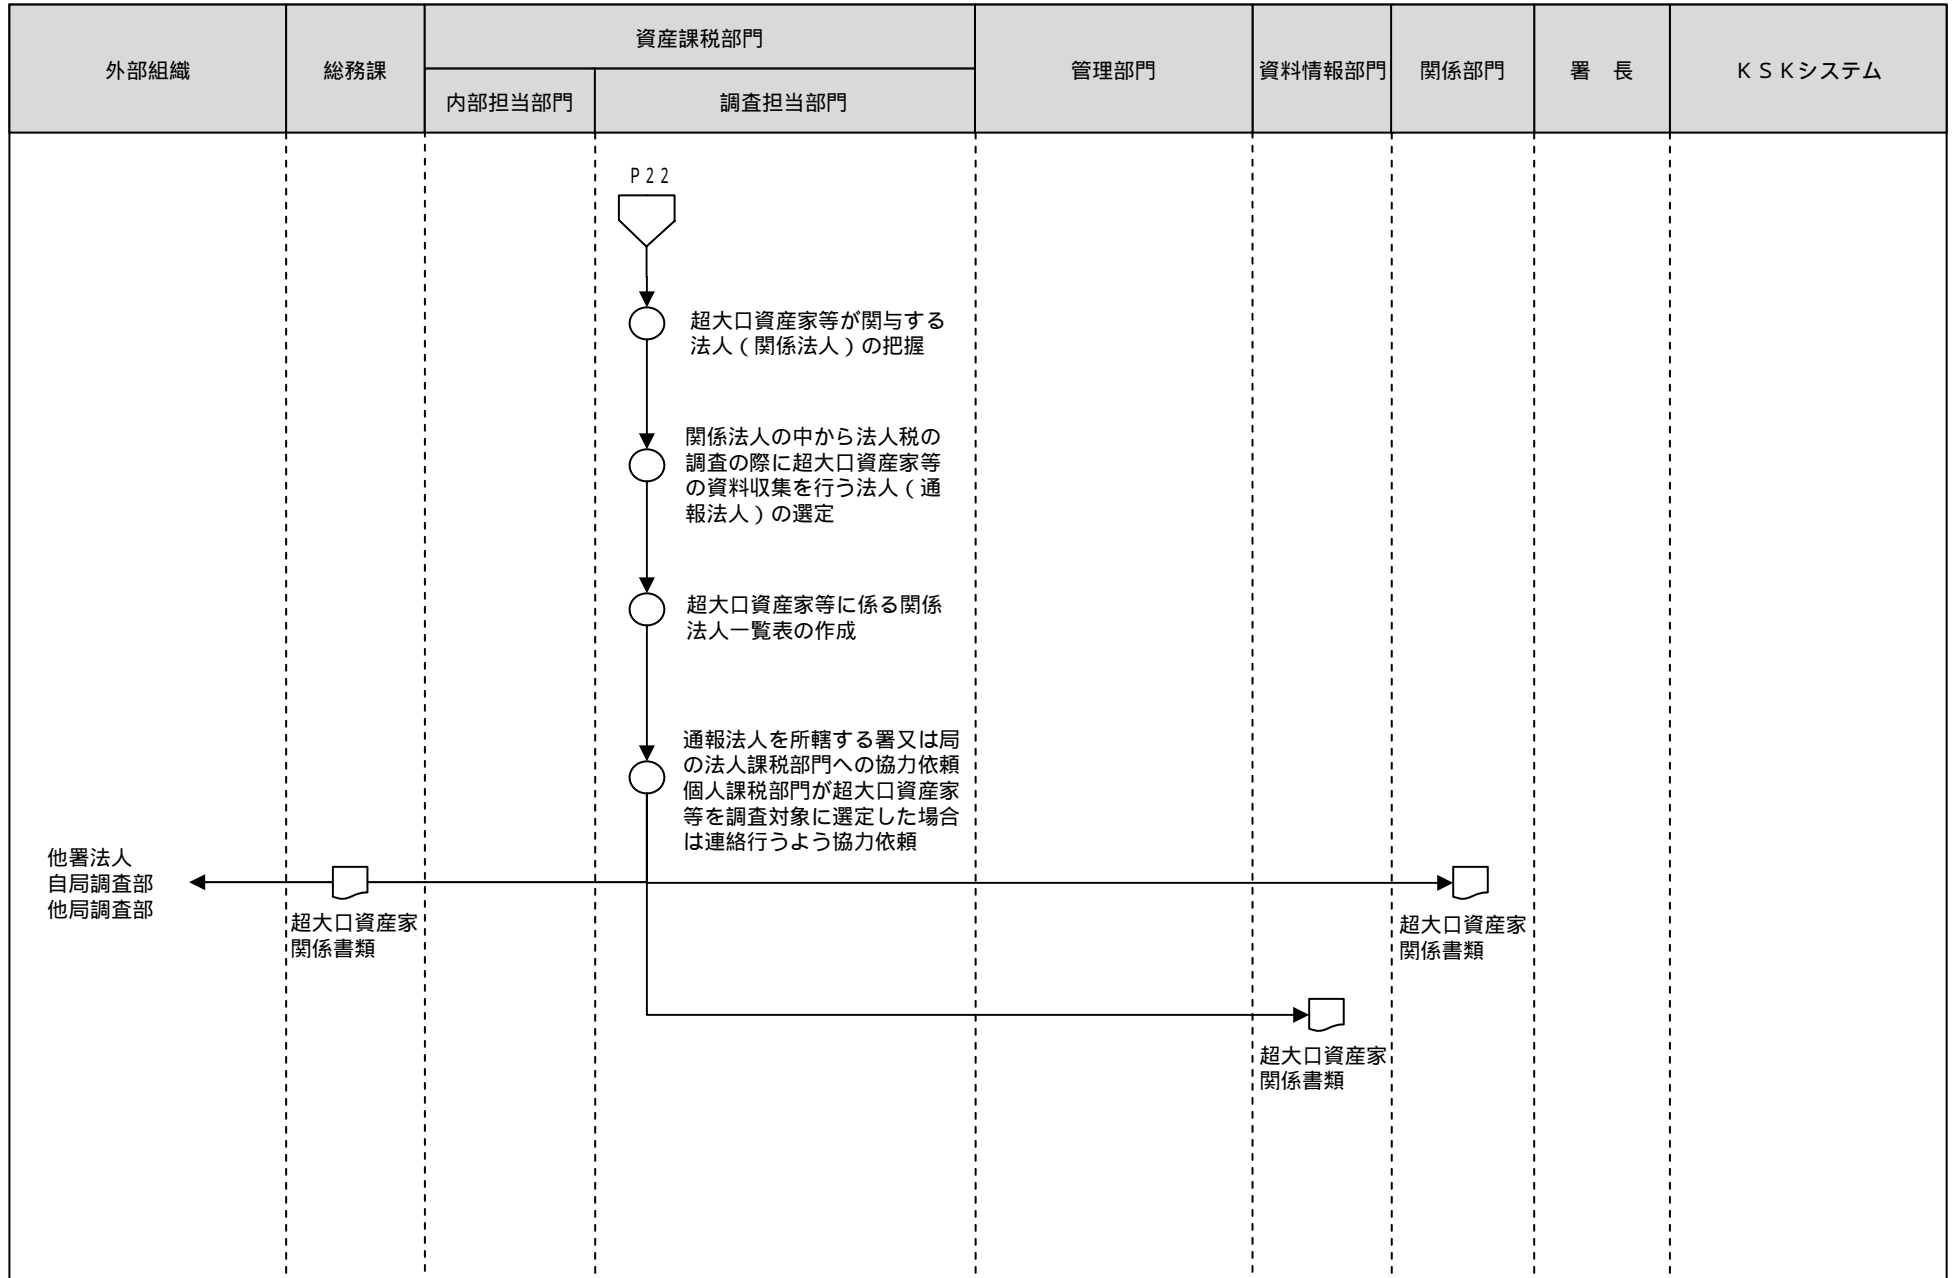 資産課税部門
外部組織
総務課
管理部門
資料情報部門
関係部門
署　長
ＫＳＫシステム
内部担当部門
調査担当部門
Ｐ２２
超大口資産家等が関与する
法人（関係法人）の把握
関係法人の中から法人税の
調査の際に超大口資産家等
の資料収集を行う法人（通
報法人）の選定
超大口資産家等に係る関係
法人一覧表の作成
通報法人を所轄する署又は局
の法人課税部門への協力依頼
個人課税部門が超大口資産家
等を調査対象に選定した場合
は連絡行うよう協力依頼
他署法人
自局調査部
他局調査部
超大口資産家
関係書類
超大口資産家
関係書類
超大口資産家
関係書類